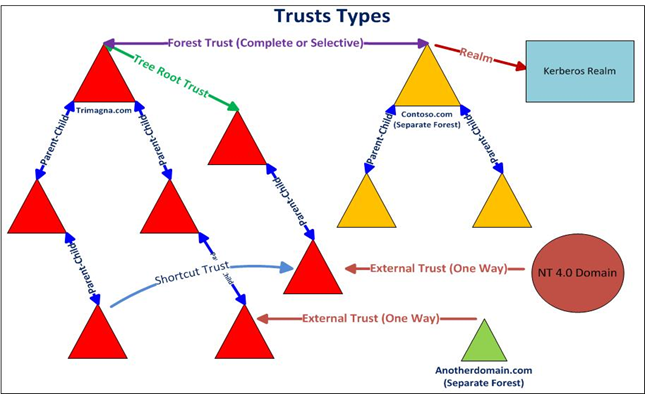 Trusts Types
Forest Trust (Complete or Selective)
Realm
Kerberos Realm
Tree Root Trust
Trimagna.com
Contoso.com
(Separate Forest)
Parent-Child
Parent-Child
Parent-Child
Parent-Child
Parent-Child
Parent-Child
Shortcut Trust
External Trust (One Way)
NT 4.0 Domain
External Trust (One Way)
Anotherdomain.com
(Separate Forest)